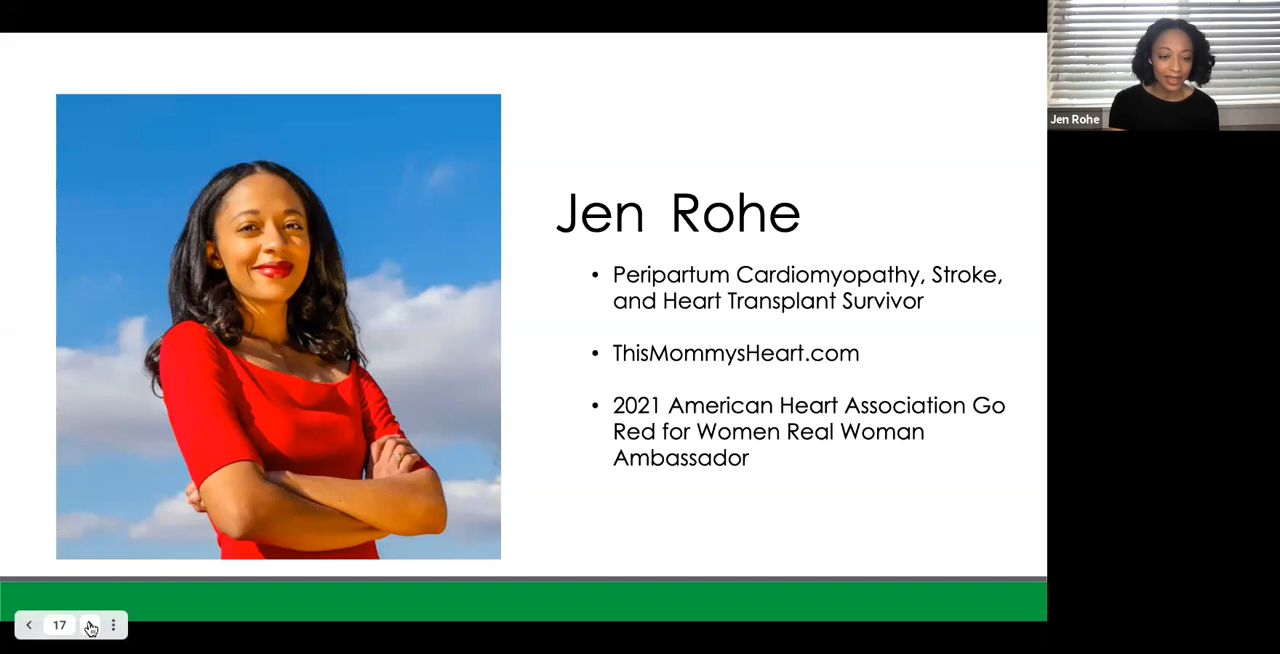 Jen Rohe
Jen Rohe
• Peripartum Cardiomyopathy, Stroke,
and Heart Transplant Survivor
• ThisMommysHeart.com
• 2021 American Heart Association Go
Red for Women Real Woman
Ambassador
17